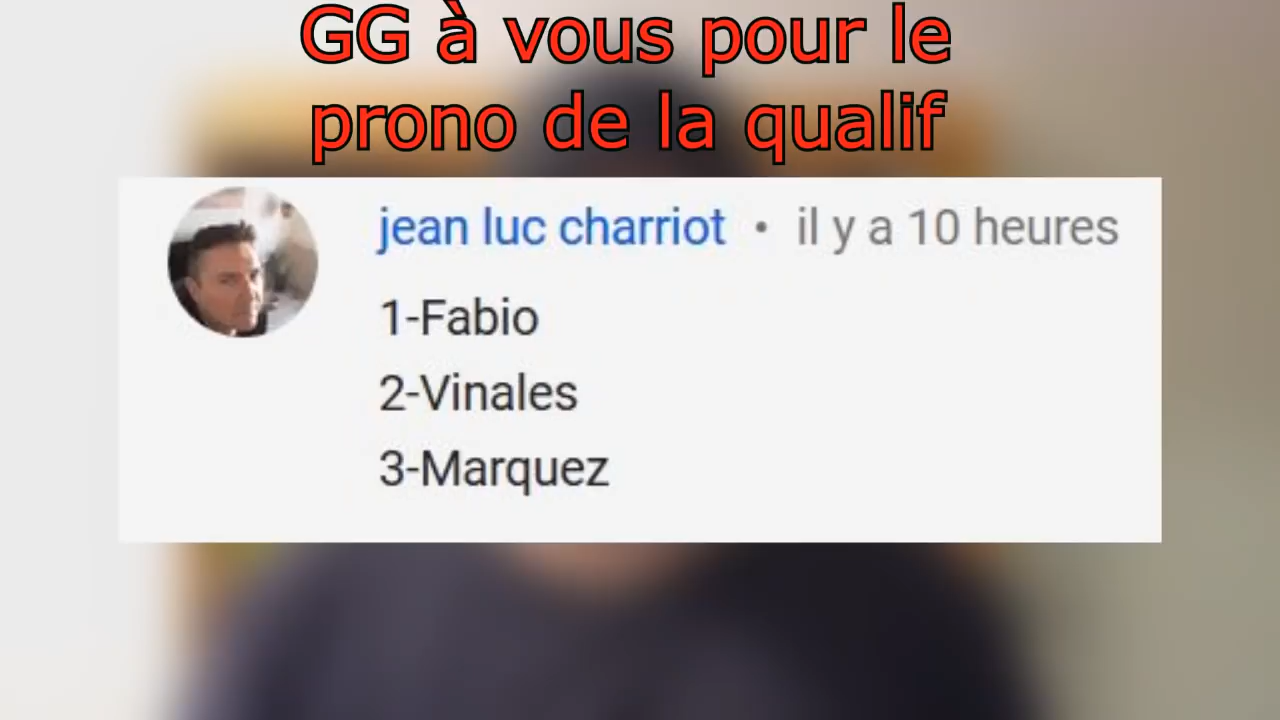 GG à vous pour le
prono de la qualif
jean luc charriot • il y a 10 heures
1-Fabio
2-Vinales
3-Marquez